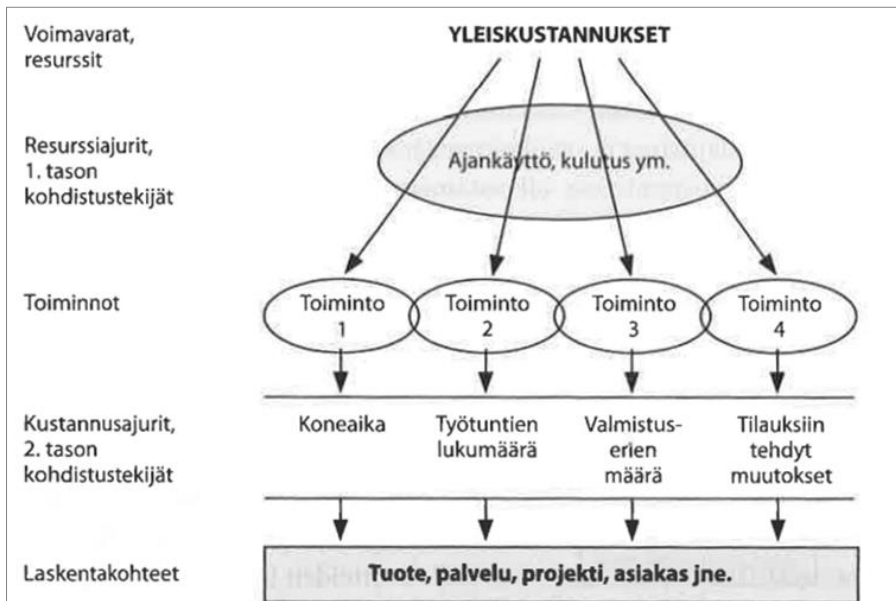 Voimavarat,
resurssit
YLEISKUSTANNUKSET
Resurssiajurit,
1. tason
kohdistustekijät
Ajankäyttö, kulutus ym.
Toiminnot
Toiminto
1
Toiminto
2
Toiminto
3
Toiminto
4
Kustannusajurit,
2. tason
kohdistustekijät
Koneaika
Työtuntien
lukumäärä
Valmistus-
erien
määrä
Tilauksiin
tehdyt
muutokset
Laskentakohteet
Tuote, palvelu, projekti, asiakas jne.